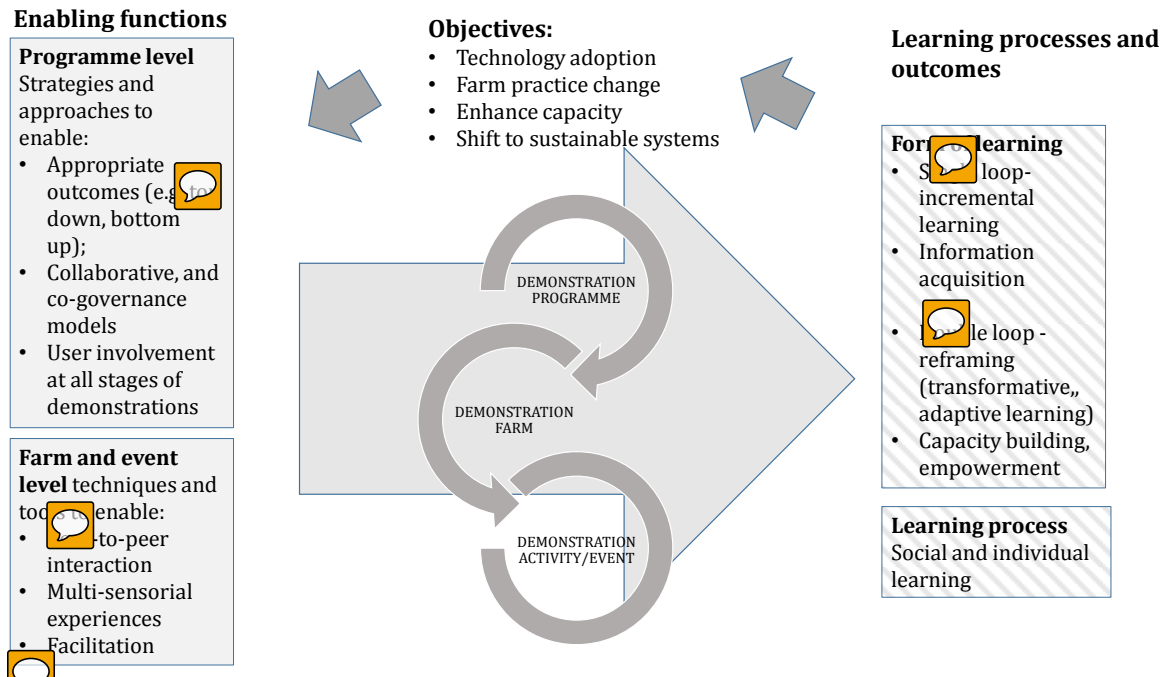 Enabling functions
Programme level
Strategies and
approaches to
enable:
• Appropriate
outcomes (e.g. top
down, bottom
up);
• Collaborative, and
co-governance
models
• User involvement
at all stages of
demonstrations
Farm and event
level techniques and
tools to enable:
• -to-peer
interaction
• Multi-sensorial
experiences
• Facilitation
Objectives:
• Technology adoption
• Farm practice change
• Enhance capacity
• Shift to sustainable systems
DEMONSTRATION
PROGRAMME
DEMONSTRATION
FARM
DEMONSTRATION
ACTIVITY/EVENT
Learning processes and
outcomes
learning
• loop-
incremental
learning
• Information
acquisition
• loop -
reframing
(transformative,,
adaptive learning)
• Capacity building,
empowerment
Learning process
Social and individual
learning